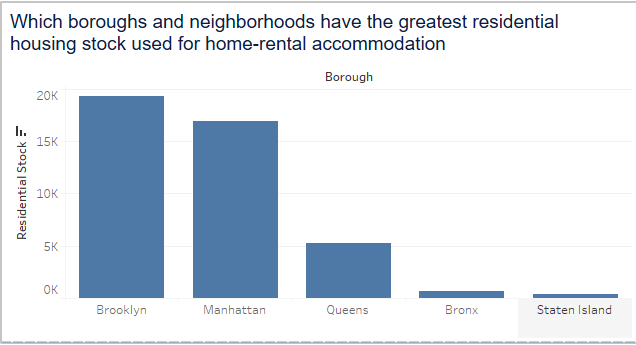 Which boroughs and neighborhoods have the greatest residential
housing stock used for home-rental accommodation
Borough
Residential Stock
20K
15K
10K
5K
0K
Brooklyn
Manhattan
Queens
Bronx
Staten Island